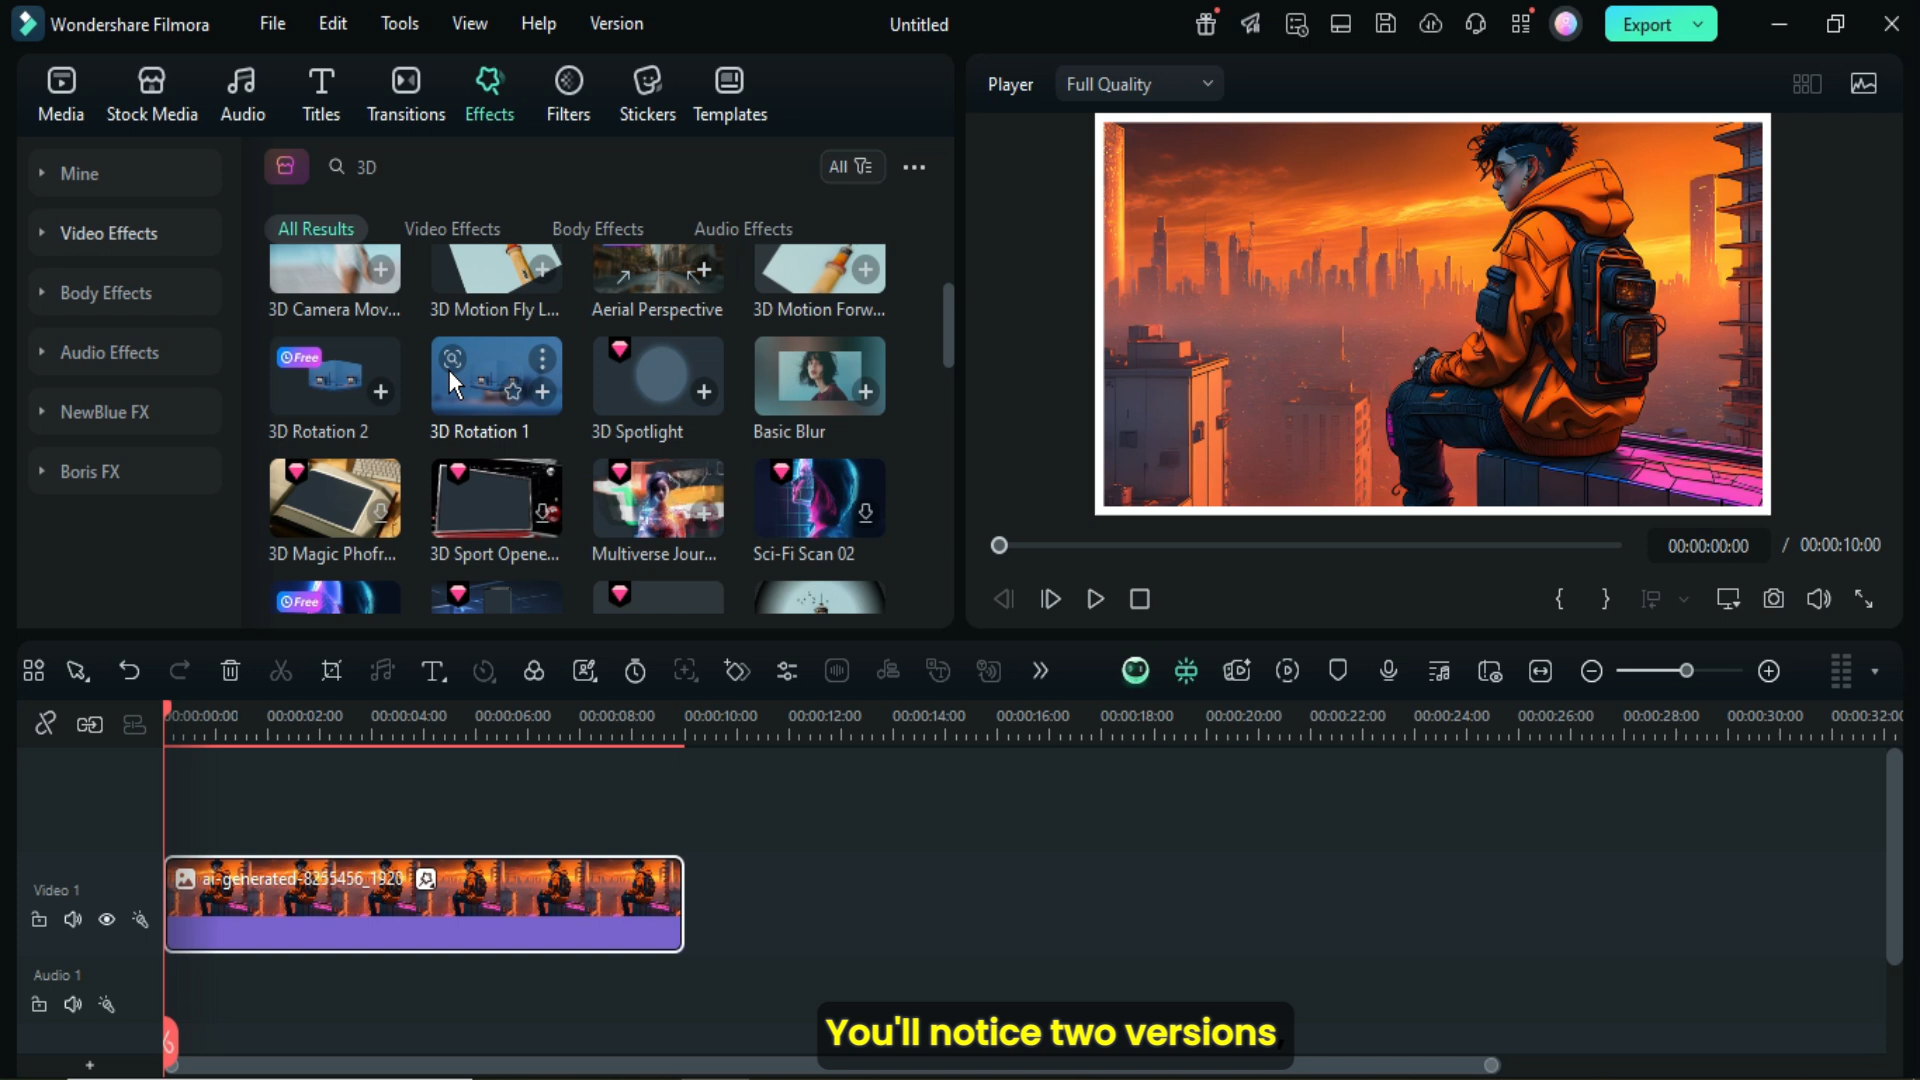 Wondershare Filmora
File
Edit
Tools
View
Help
Version
Untitled
Export
Media
Stock Media
Audio
Titles
Transitions
Effects
Filters
Stickers
Templates
Player
Full Quality
Mine
Video Effects
Body Effects
Audio Effects
NewBlue FX
Boris FX
3D
All
All Results
Video Effects
Body Effects
Audio Effects
3D Camera Mov...
3D Motion Fly L...
Aerial Perspective
3D Motion Forw...
Free
3D Rotation 2
3D Rotation 1
3D Spotlight
Basic Blur
3D Magic Phofr...
3D Sport Opene...
Multiverse Jour...
Sci-Fi Scan 02
Free
00:00:00:00 / 00:00:10:00
00:00:00:00
00:00:02:00
00:00:04:00
00:00:06:00
00:00:08:00
00:00:10:00
00:00:12:00
00:00:14:00
00:00:16:00
00:00:18:00
00:00:20:00
00:00:22:00
00:00:24:00
00:00:26:00
00:00:28:00
00:00:30:00
00:00:32:00
Video 1
ai-generated-8255456_1920
Audio 1
You'll notice two versions,